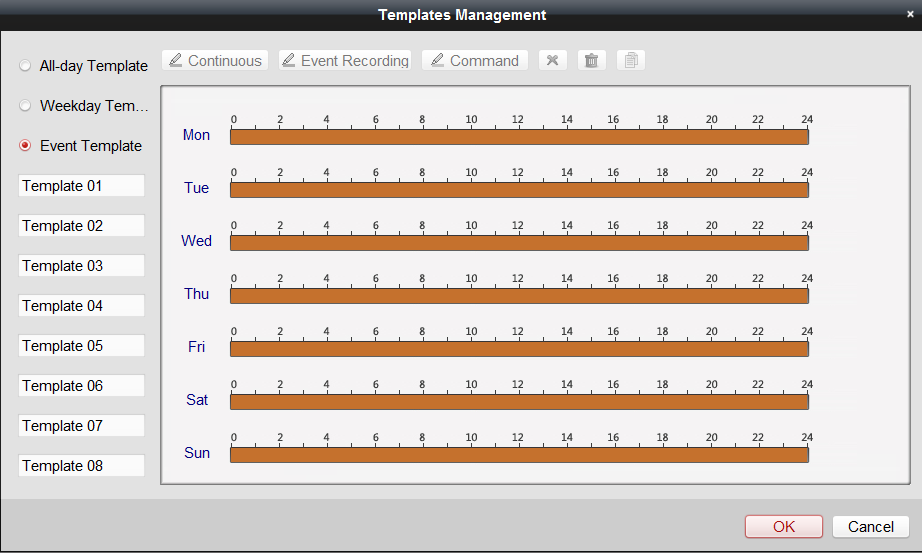 Templates Management
All-day Template
Weekday Tem...
Event Template
Template 01
Template 02
Template 03
Template 04
Template 05
Template 06
Template 07
Template 08
Continuous Event Recording Command
0 2 4 6 8 10 12 14 16 18 20 22 24
Mon
0 2 4 6 8 10 12 14 16 18 20 22 24
Tue
0 2 4 6 8 10 12 14 16 18 20 22 24
Wed
0 2 4 6 8 10 12 14 16 18 20 22 24
Thu
0 2 4 6 8 10 12 14 16 18 20 22 24
Fri
0 2 4 6 8 10 12 14 16 18 20 22 24
Sat
0 2 4 6 8 10 12 14 16 18 20 22 24
Sun
OK Cancel